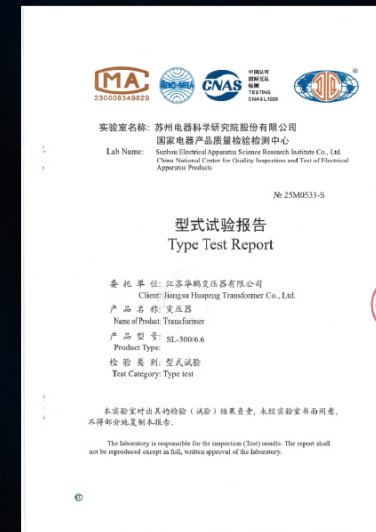 MA
230008349829
ilac-MRA
CNAS
中国认可
国际互认
检测
TESTING
CNAS L1020
实验室名称: 苏州电器科学研究院股份有限公司
国家电器产品质量检验检测中心
Lab Name: Suzhou Electrical Apparatus Science Research Institute Co., Ltd.
China National Center for Quality Inspection and Test of Electrical
Apparatus Products
№ 25M0533-S
型式试验报告
Type Test Report
委 托 单 位: 江苏华鹏变压器有限公司
Client: Jiangsu Huapeng Transformer Co., Ltd.
产 品 名 称: 变压器
Name of Product: Transformer
产 品 型 号: SL-300/6.6
Product Type:
检 验 类 别: 型式试验
Test Category: Type test
本实验室对出具的检验（试验）结果负责，未经实验室书面同意，
不得部分地复制本报告。
The laboratory is responsible for the inspection (Test) results. The report shall
not be reproduced except in full, written approval of the laboratory.